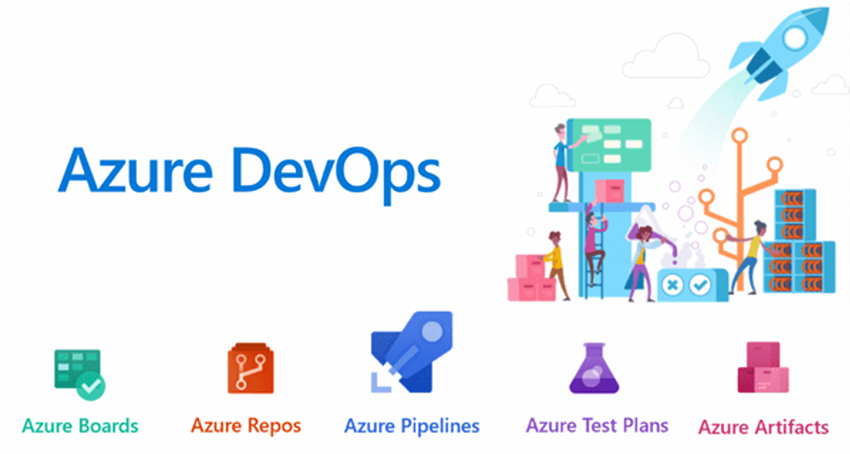 Azure DevOps
Azure Boards
Azure Repos
Azure Pipelines
Azure Test Plans
Azure Artifacts